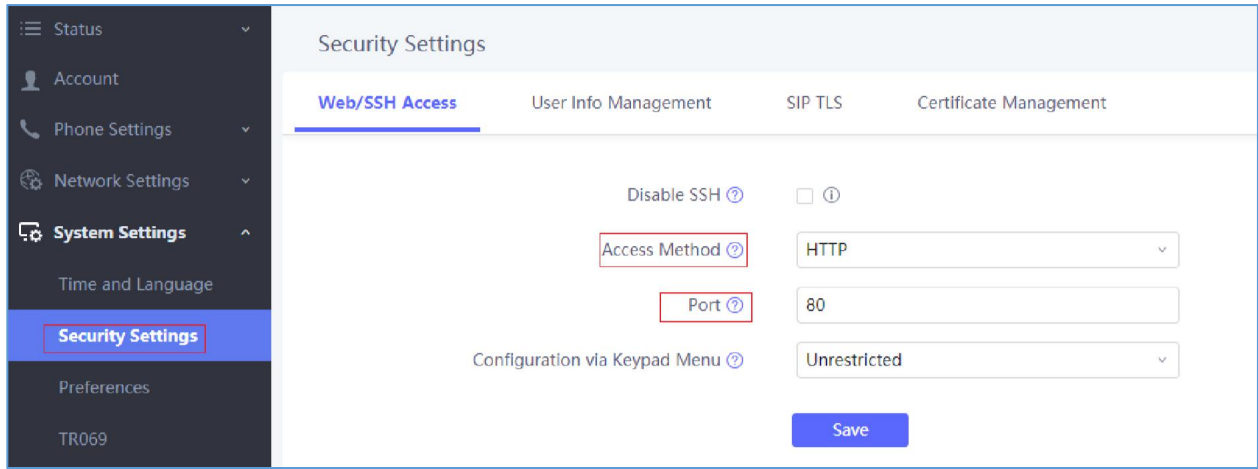 Status
Account
Phone Settings
Network Settings
System Settings
Time and Language
Security Settings
Preferences
TR069
Security Settings
Web/SSH Access User Info Management SIP TLS Certificate Management
Disable SSH
Access Method HTTP
Port 80
Configuration via Keypad Menu Unrestricted
Save